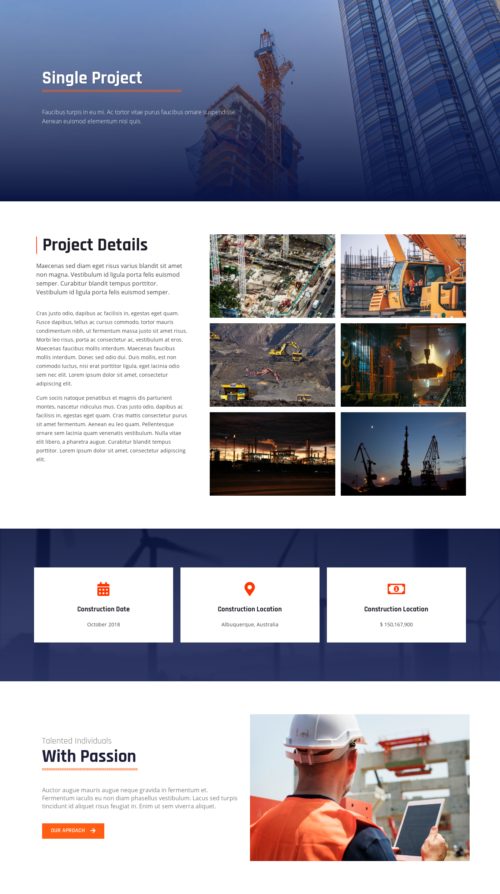 Single Project
Faucibus turpis in eu mi. Ac tortor vitae purus faucibus ornare suspendisse.
Aenean euismod elementum nisi quis.
Project Details
Maecenas sed diam eget risus varius blandit sit amet
non magna. Vestibulum id ligula porta felis euismod
semper. Curabitur blandit tempus porttitor.
Vestibulum id ligula porta felis euismod semper.
Cras justo odio, dapibus ac facilisis in, egestas eget quam.
Fusce dapibus, tellus ac cursus commodo, tortor mauris
condimentum nibh, ut fermentum massa justo sit amet risus.
Morbi leo risus, porta ac consectetur ac, vestibulum at eros.
Maecenas faucibus mollis interdum. Maecenas faucibus
mollis interdum. Donec sed odio dui. Duis mollis, est non
commodo luctus, nisi erat porttitor ligula, eget lacinia odio
sem nec elit. Lorem ipsum dolor sit amet, consectetur
adipiscing elit.
Cum sociis natoque penatibus et magnis dis parturient
montes, nascetur ridiculus mus. Cras justo odio, dapibus ac
facilisis in, egestas eget quam. Cras mattis consectetur purus
sit amet fermentum. Aenean eu leo quam. Pellentesque
ornare sem lacinia quam venenatis vestibulum. Nulla vitae
elit libero, a pharetra augue. Curabitur blandit tempus
porttitor. Lorem ipsum dolor sit amet, consectetur adipiscing
elit.
Construction Date
October 2018
Construction Location
Albuquerque, Australia
Construction Location
$ 150,167,900
Talented Individuals
With Passion
Auctor augue mauris augue neque gravida in fermentum et.
Fermentum iaculis eu non diam phasellus vestibulum. Lacus sed turpis
tincidunt id aliquet risus feugiat in. Enim ut sem viverra aliquet.
OUR APROACH